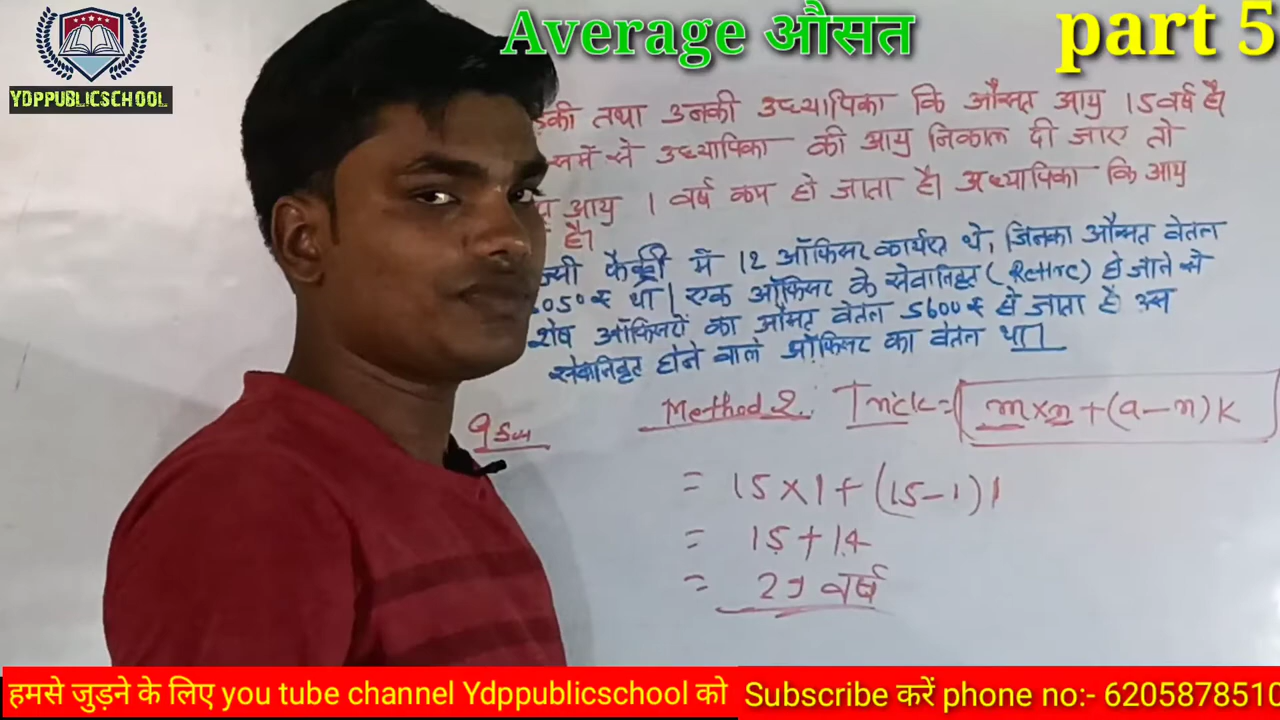 YDPPUBLICSCHOOL
Average औसत
part 5
तथा उनकी अध्यापिका कि औसत आयु 15 वर्ष है।
से अध्यापिका की आयु निकाल दी जाए तो
आयु 1 वर्ष कम हो जाता है। अध्यापिका कि आयु
है।
में 12 ऑफिसर कार्यरत थे, जिनका औसत वेतन
था। एक ऑफिसर के सेवानिवृत (Retire) हो जाने से
शेष ऑफिसरों का औसत वेतन 5600₹ हो जाता है उस
सेवानिवृत होने वाले ऑफिसर का वेतन था।
Method 2. Trick = m×n+(a-n)k
= 15×1+(15-1)1
= 15+14
= 29 वर्ष
हमसे जुड़ने के लिए you tube channel Ydppublicschool को Subscribe करें phone no:- 6205878510